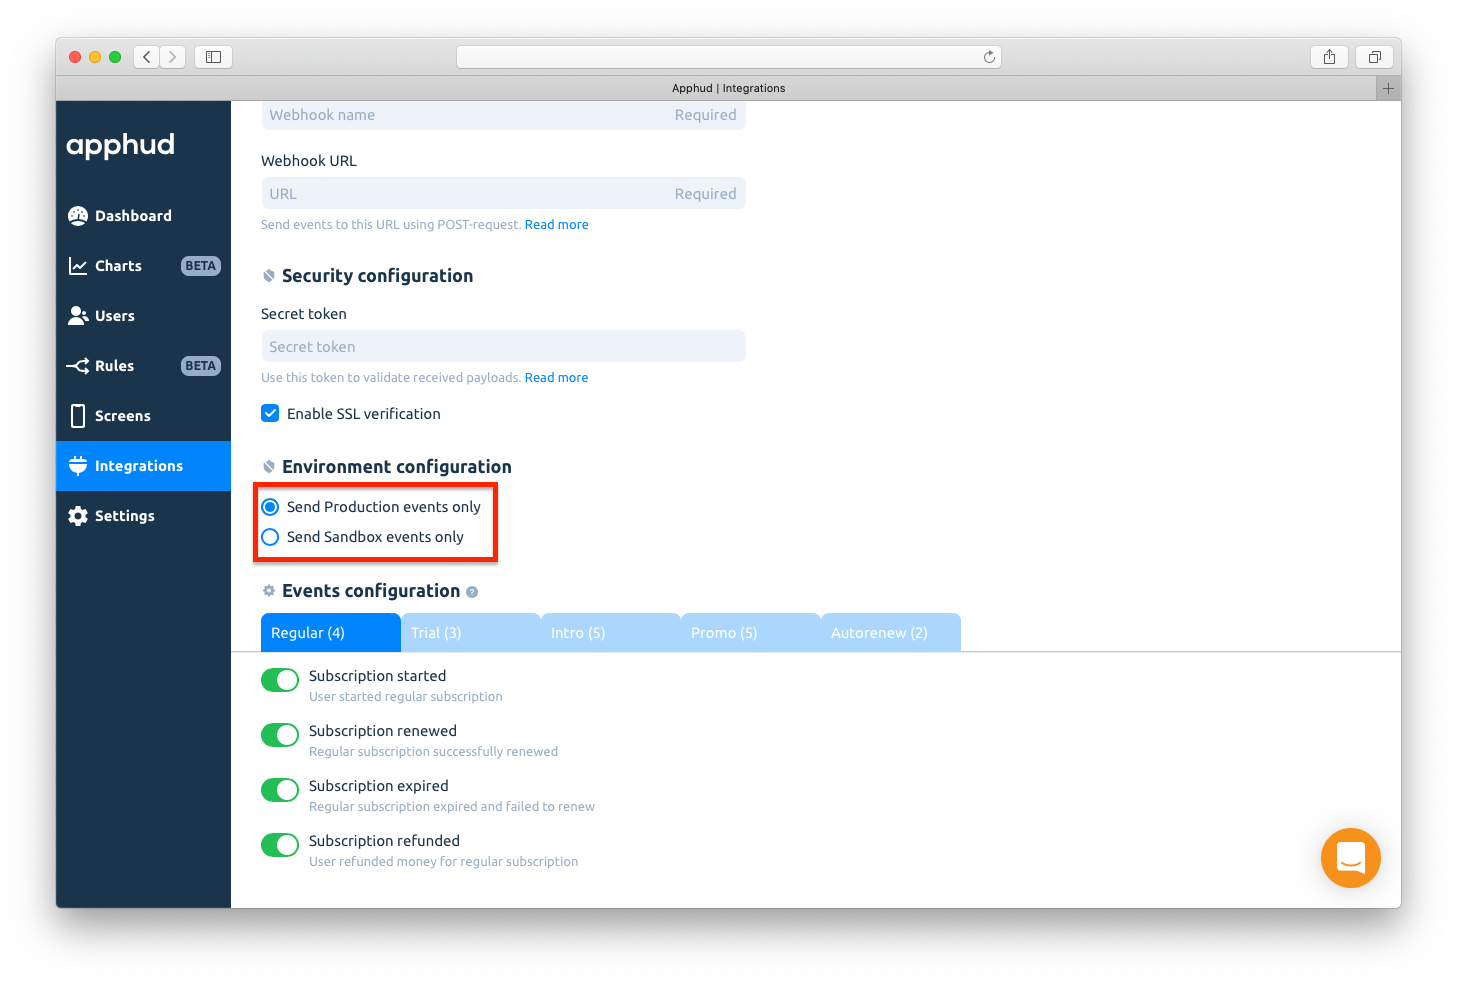 Apphud | Integrations
apphud
Dashboard
Charts BETA
Users
Rules BETA
Screens
Integrations
Settings
Webhook name Required
Webhook URL
URL Required
Send events to this URL using POST-request. Read more
Security configuration
Secret token
Secret token
Use this token to validate received payloads. Read more
Enable SSL verification
Environment configuration
Send Production events only
Send Sandbox events only
Events configuration ?
Regular (4) Trial (3) Intro (5) Promo (5) Autorenew (2)
Subscription started
User started regular subscription
Subscription renewed
Regular subscription successfully renewed
Subscription expired
Regular subscription expired and failed to renew
Subscription refunded
User refunded money for regular subscription